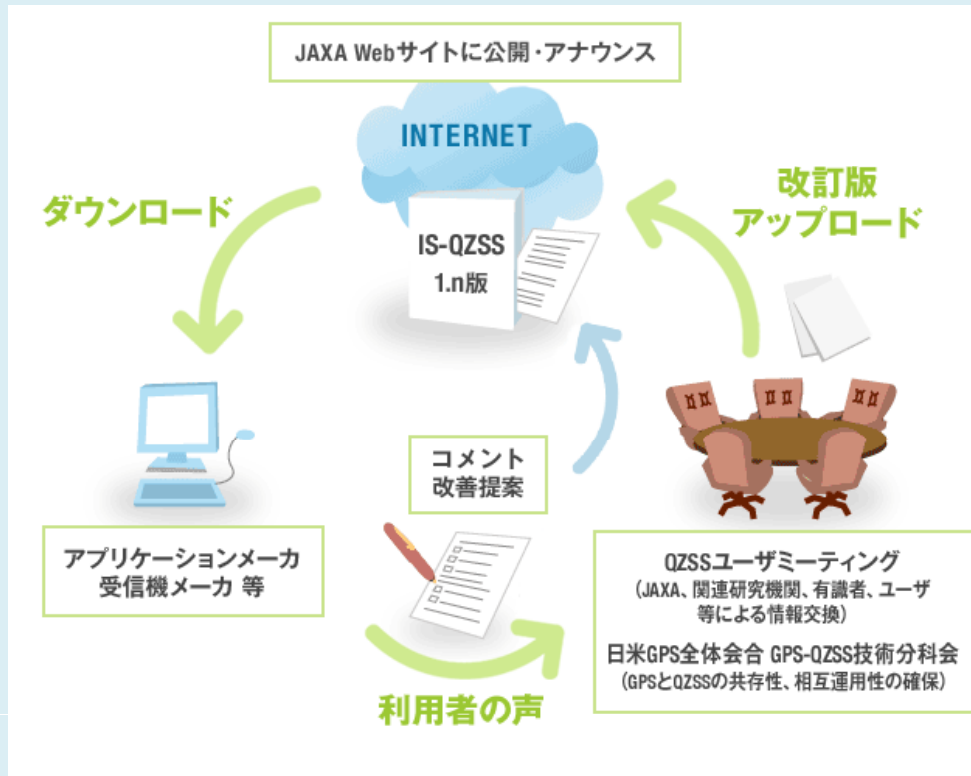 JAXA Webサイトに公開・アナウンス
INTERNET
IS-QZSS
1.n版
ダウンロード
改訂版
アップロード
コメント
改善提案
アプリケーションメーカ
受信機メーカ 等
利用者の声
QZSSユーザミーティング
(JAXA、関連研究機関、有識者、ユーザ
等による情報交換)
日米GPS全体会合 GPS-QZSS技術分科会
(GPSとQZSSの共存性、相互運用性の確保)